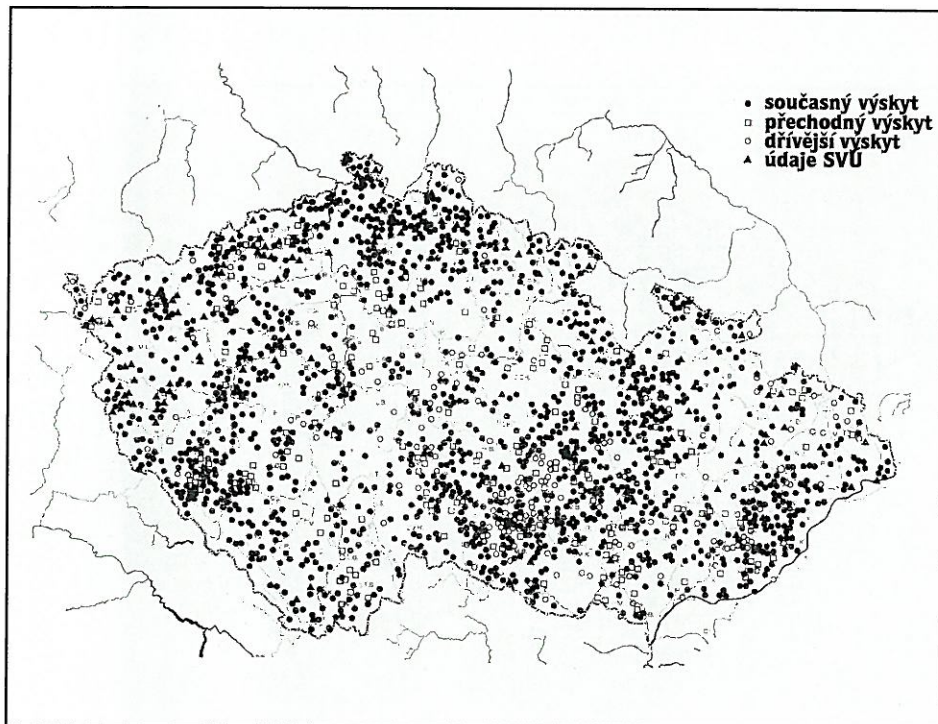 současný výskyt
přechodný výskyt
dřívější výskyt
údaje SVÚ